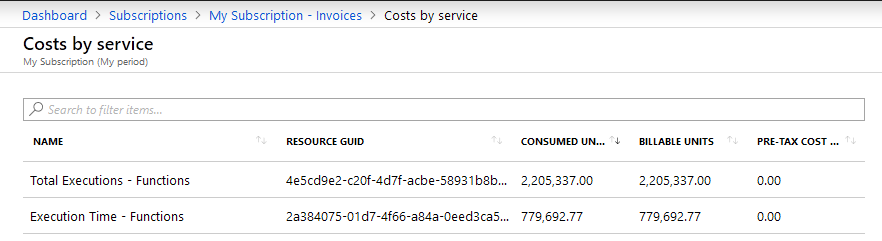 Dashboard > Subscriptions > My Subscription - Invoices > Costs by service
Costs by service
My Subscription (My period)
Search to filter items...
NAME RESOURCE GUID CONSUMED UN... BILLABLE UNITS PRE-TAX COST ...
Total Executions - Functions 4e5cd9e2-c20f-4d7f-acbe-58931b8b... 2,205,337.00 2,205,337.00 0.00
Execution Time - Functions 2a384075-01d7-4f66-a84a-0eed3ca5... 779,692.77 779,692.77 0.00